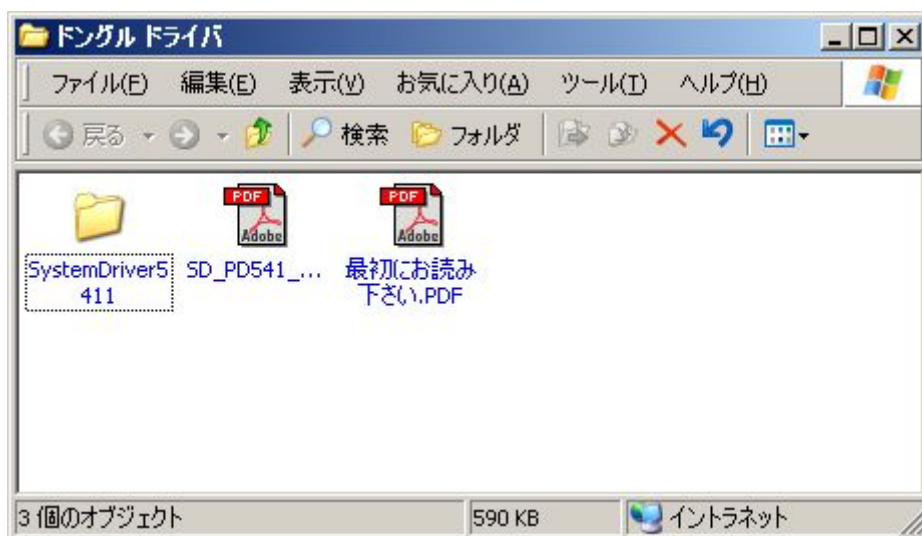 ドングル ドライバ
ファイル(F) 編集(E) 表示(V) お気に入り(A) ツール(T) ヘルプ(H)
戻る 検索 フォルダ
PDF PDF
Adobe Adobe
SystemDriver5 SD_PD541_... 最初にお読み
411 下さい.PDF
3 個のオブジェクト 590 KB イントラネット